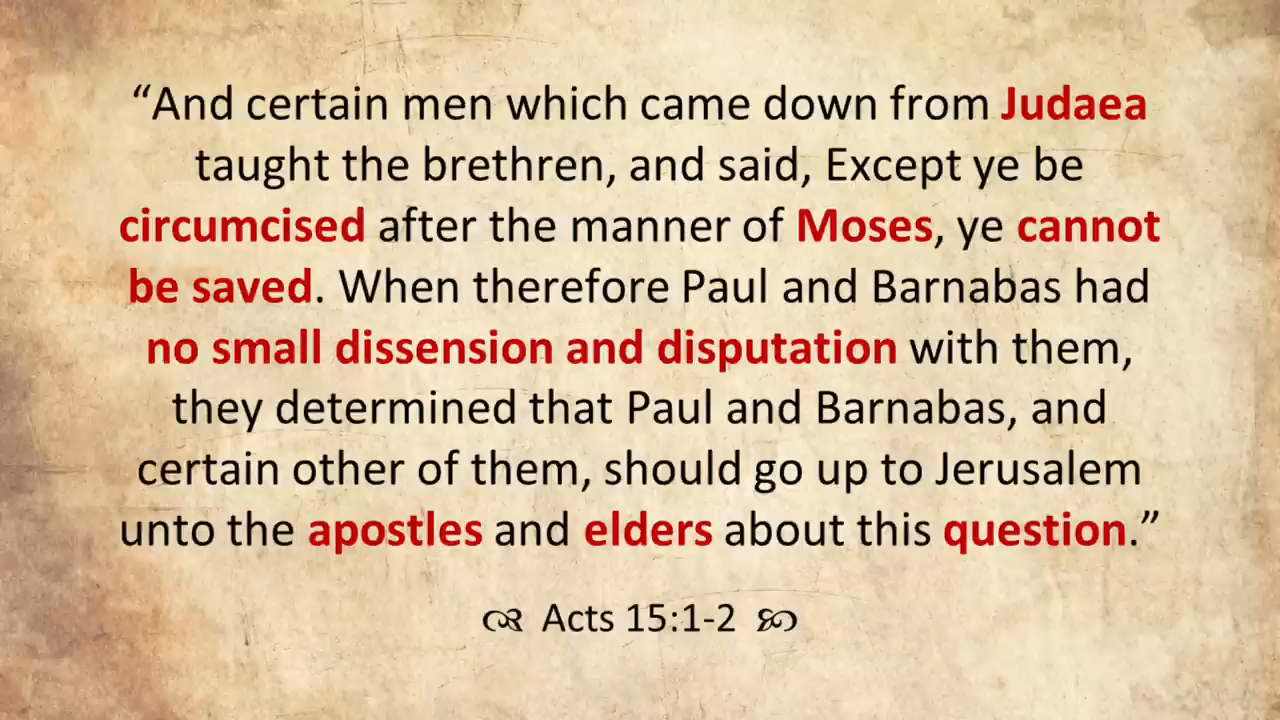 “And certain men which came down from Judaea
taught the brethren, and said, Except ye be
circumcised after the manner of Moses, ye cannot
be saved. When therefore Paul and Barnabas had
no small dissension and disputation with them,
they determined that Paul and Barnabas, and
certain other of them, should go up to Jerusalem
unto the apostles and elders about this question.”
Acts 15:1-2